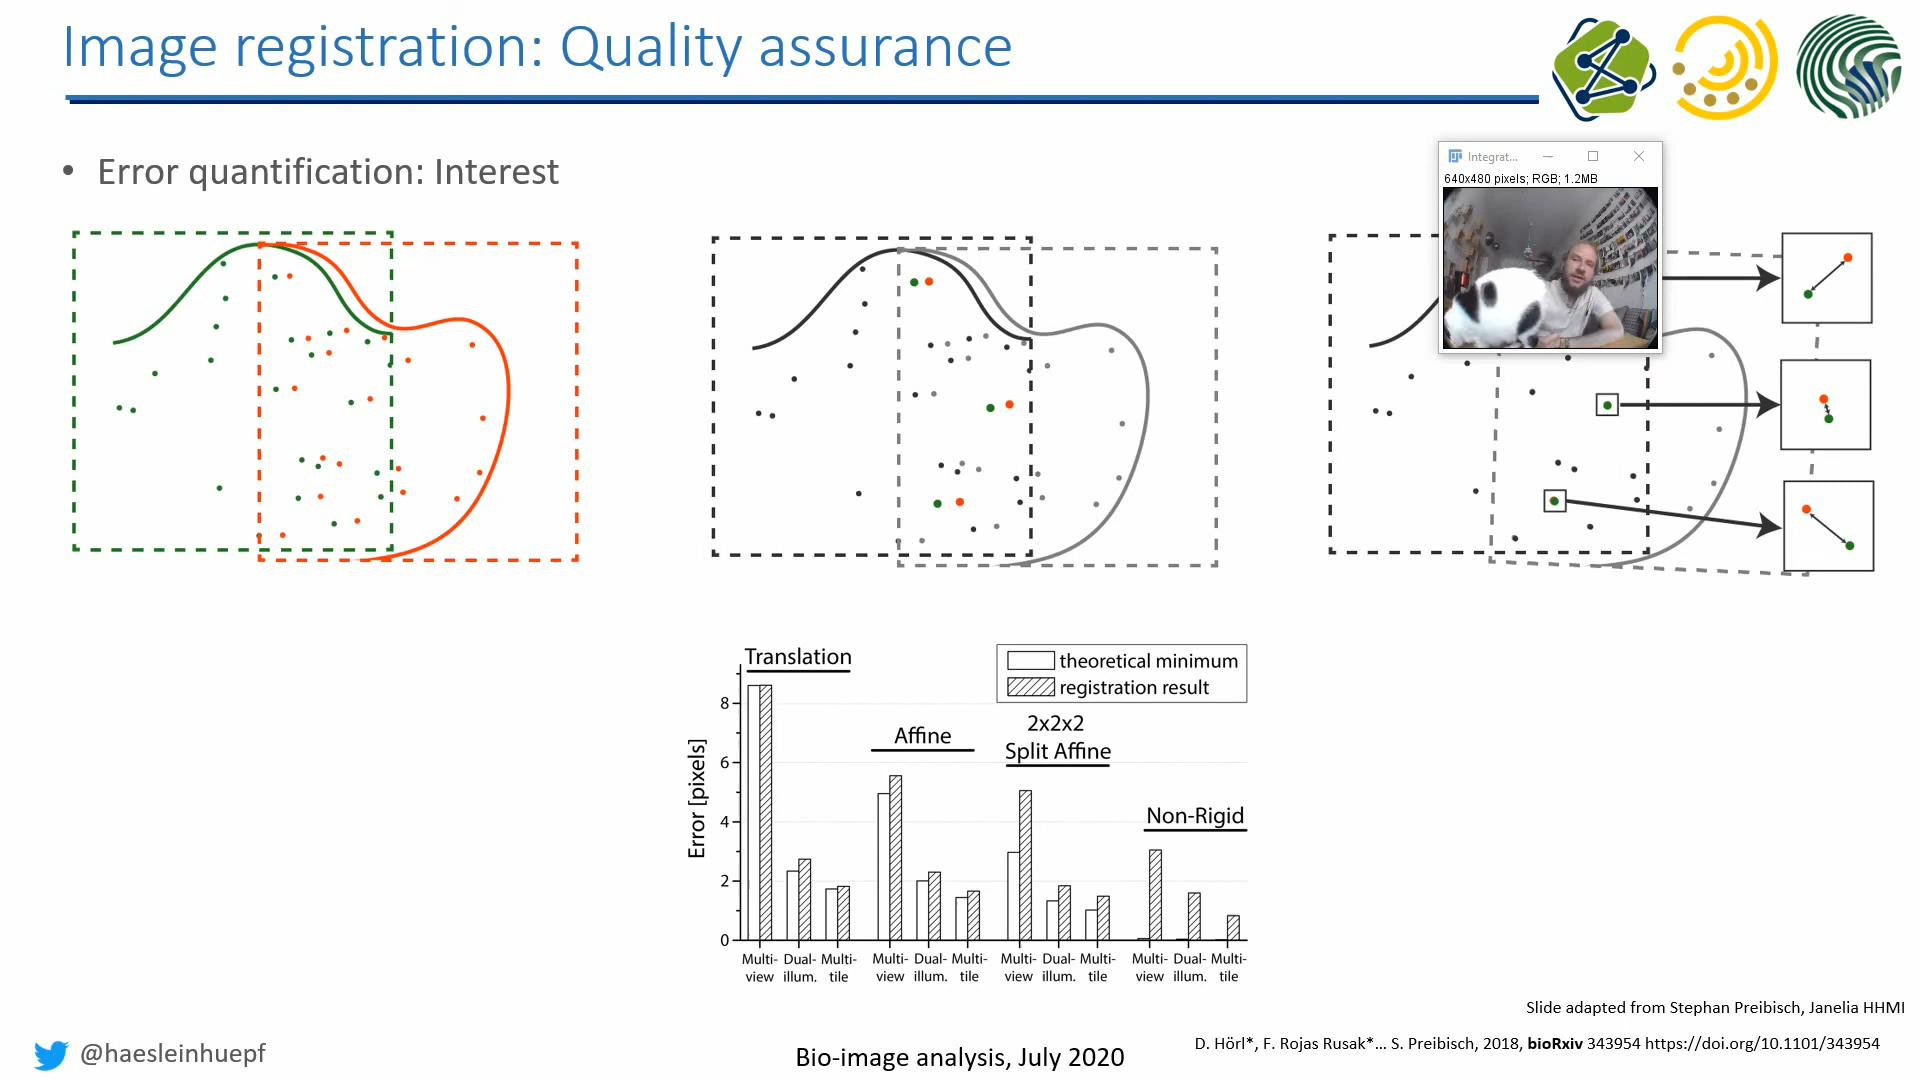 Image registration: Quality assurance
• Error quantification: Interest
Integrat...
640x480 pixels; RGB; 1.2MB
Translation
theoretical minimum
registration result
Affine
2x2x2
Split Affine
Non-Rigid
Error [pixels]
8
6
4
2
0
Multi-view Dual-illum. Multi-tile Multi-view Dual-illum. Multi-tile Multi-view Dual-illum. Multi-tile Multi-view Dual-illum. Multi-tile
Slide adapted from Stephan Preibisch, Janelia HHMI
@haesleinhuepf
Bio-image analysis, July 2020
D. Hörl*, F. Rojas Rusak*... S. Preibisch, 2018, bioRxiv 343954 https://doi.org/10.1101/343954